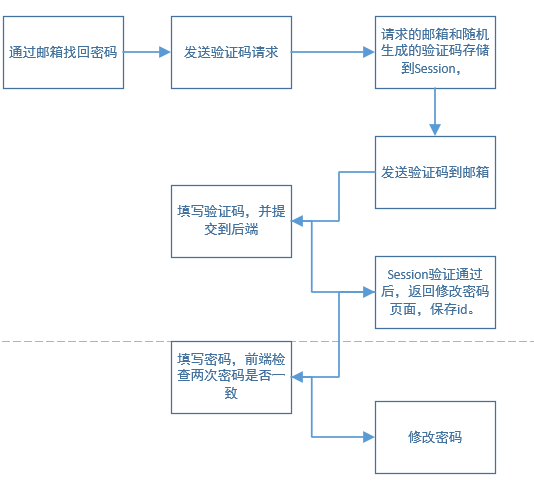 通过邮箱找回密码
发送验证码请求
请求的邮箱和随机
生成的验证码存储
到Session，
发送验证码到邮箱
填写验证码，并提
交到后端
Session验证通过
后，返回修改密码
页面，保存id。
填写密码，前端检
查两次密码是否一
致
修改密码